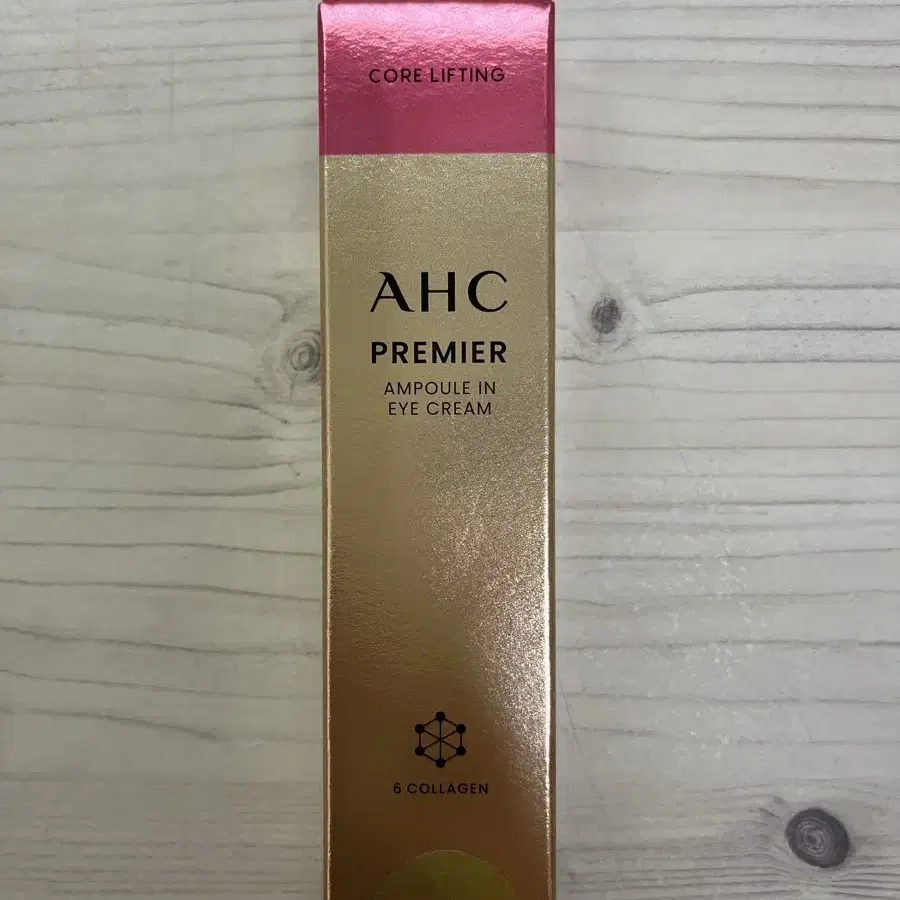 CORE LIFTING
AHC
PREMIER
AMPOULE IN
EYE CREAM
6 COLLAGEN